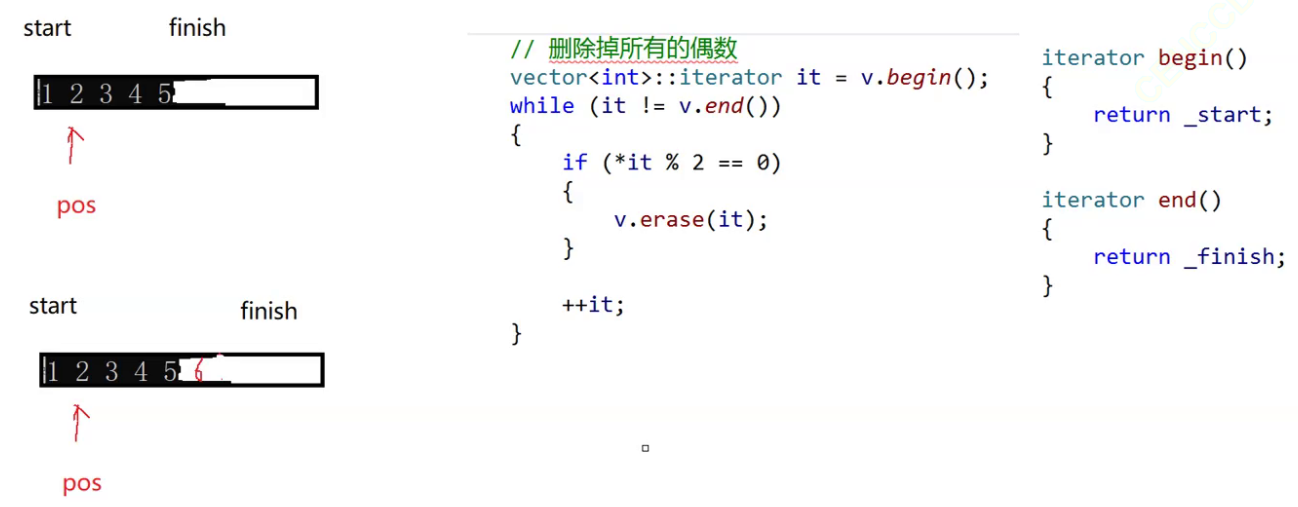 start finish
1 2 3 4 5
pos
start finish
1 2 3 4 5 6
pos
// 删除掉所有的偶数
vector<int>::iterator it = v.begin();
while (it != v.end())
{
if (*it % 2 == 0)
{
v.erase(it);
}
++it;
}
iterator begin()
{
return _start;
}
iterator end()
{
return _finish;
}